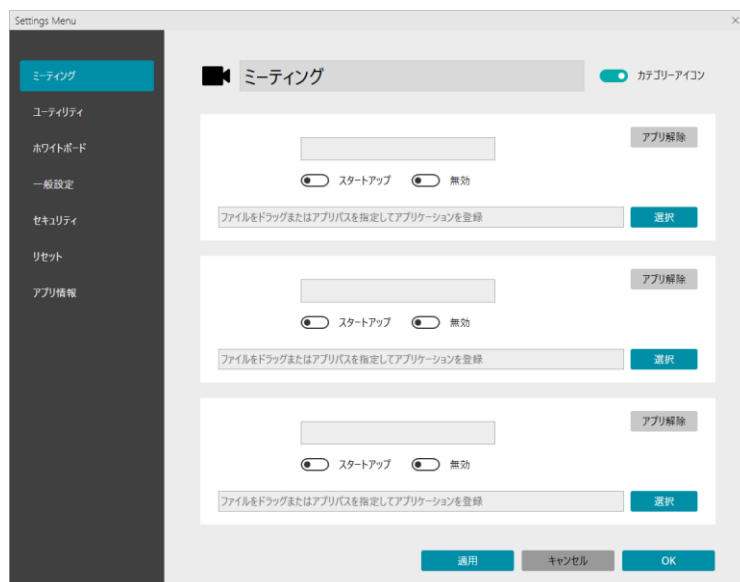 Settings Menu
ミーティング
ユーティリティ
ホワイトボード
一般設定
セキュリティ
リセット
アプリ情報
ミーティング
カテゴリーアイコン
アプリ解除
スタートアップ 無効
ファイルをドラッグまたはアプリパスを指定してアプリケーションを登録 選択
アプリ解除
スタートアップ 無効
ファイルをドラッグまたはアプリパスを指定してアプリケーションを登録 選択
アプリ解除
スタートアップ 無効
ファイルをドラッグまたはアプリパスを指定してアプリケーションを登録 選択
適用 キャンセル OK